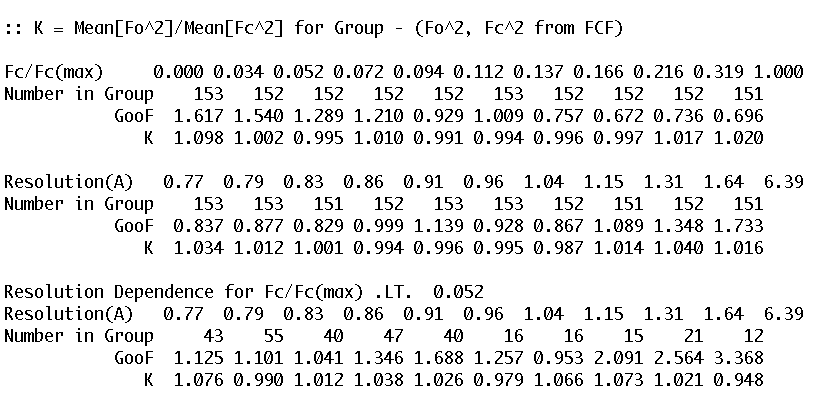 :: K = Mean[Fo^2]/Mean[Fc^2] for Group - (Fo^2, Fc^2 from FCF)
Fc/Fc(max) 0.000 0.034 0.052 0.072 0.094 0.112 0.137 0.166 0.216 0.319 1.000
Number in Group 153 152 152 152 152 153 152 152 152 151
GooF 1.617 1.540 1.289 1.210 0.929 1.009 0.757 0.672 0.736 0.696
K 1.098 1.002 0.995 1.010 0.991 0.994 0.996 0.997 1.017 1.020
Resolution(A) 0.77 0.79 0.83 0.86 0.91 0.96 1.04 1.15 1.31 1.64 6.39
Number in Group 153 153 151 152 153 153 152 151 152 151
GooF 0.837 0.877 0.829 0.999 1.139 0.928 0.867 1.089 1.348 1.733
K 1.034 1.012 1.001 0.994 0.996 0.995 0.987 1.014 1.040 1.016
Resolution Dependence for Fc/Fc(max) .LT. 0.052
Resolution(A) 0.77 0.79 0.83 0.86 0.91 0.96 1.04 1.15 1.31 1.64 6.39
Number in Group 43 55 40 47 40 16 16 15 21 12
GooF 1.125 1.101 1.041 1.346 1.688 1.257 0.953 2.091 2.564 3.368
K 1.076 0.990 1.012 1.038 1.026 0.979 1.066 1.073 1.021 0.948